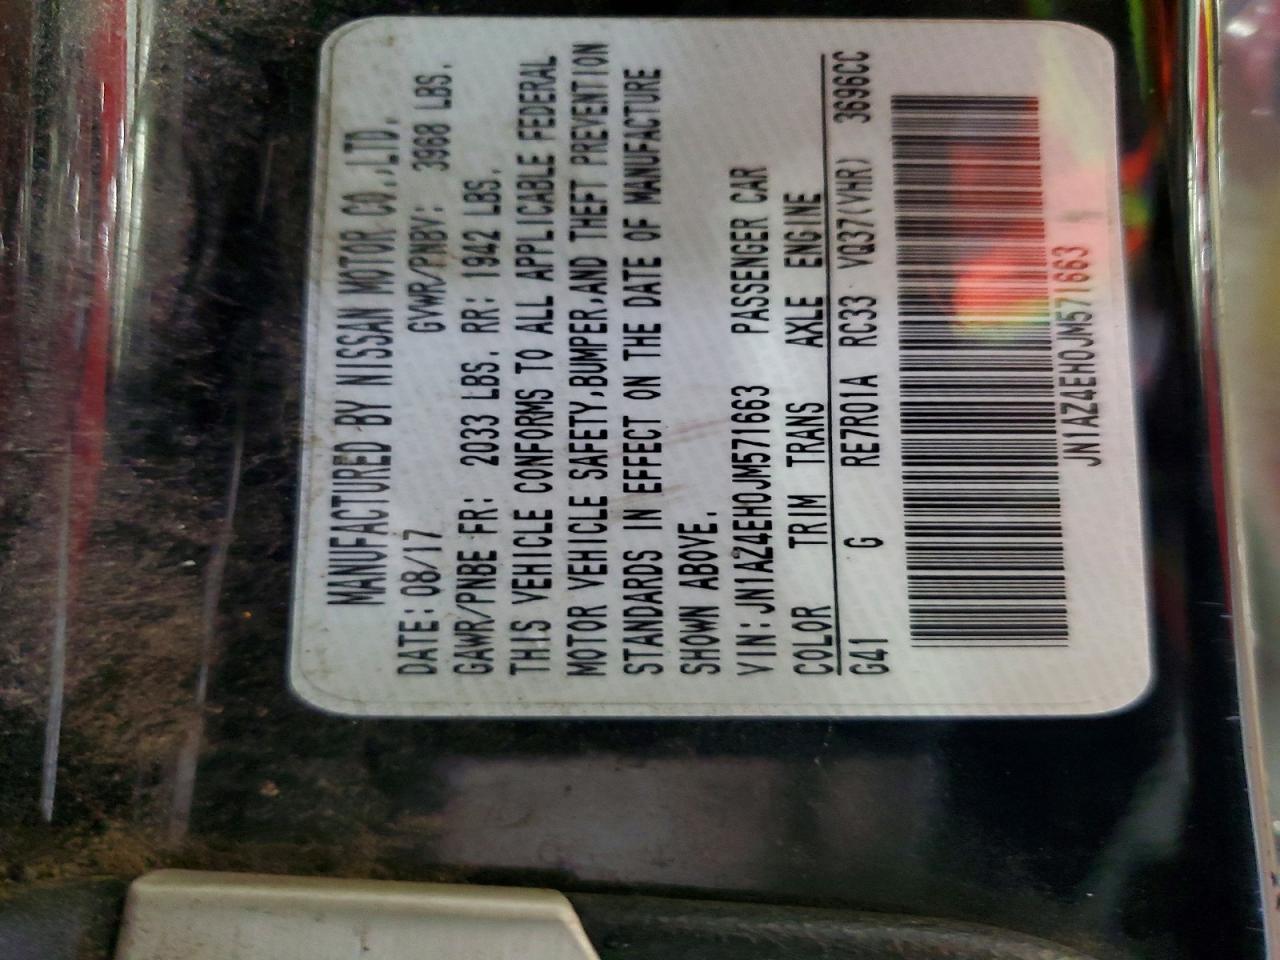 MANUFACTURED BY NISSAN MOTOR CO.,LTD.
DATE:08/17 GVWR/PNBV: 3968 LBS.
GAWR/PNBE FR: 2033 LBS. RR: 1942 LBS.
THIS VEHICLE CONFORMS TO ALL APPLICABLE FEDERAL
MOTOR VEHICLE SAFETY,BUMPER,AND THEFT PREVENTION
STANDARDS IN EFFECT ON THE DATE OF MANUFACTURE
SHOWN ABOVE.
VIN:JN1AZ4EH0JM571663 PASSENGER CAR
COLOR TRIM TRANS AXLE ENGINE
G41 G RE7R01A RC33 VQ37(VHR) 3696CC
JN1AZ4EH0JM571663